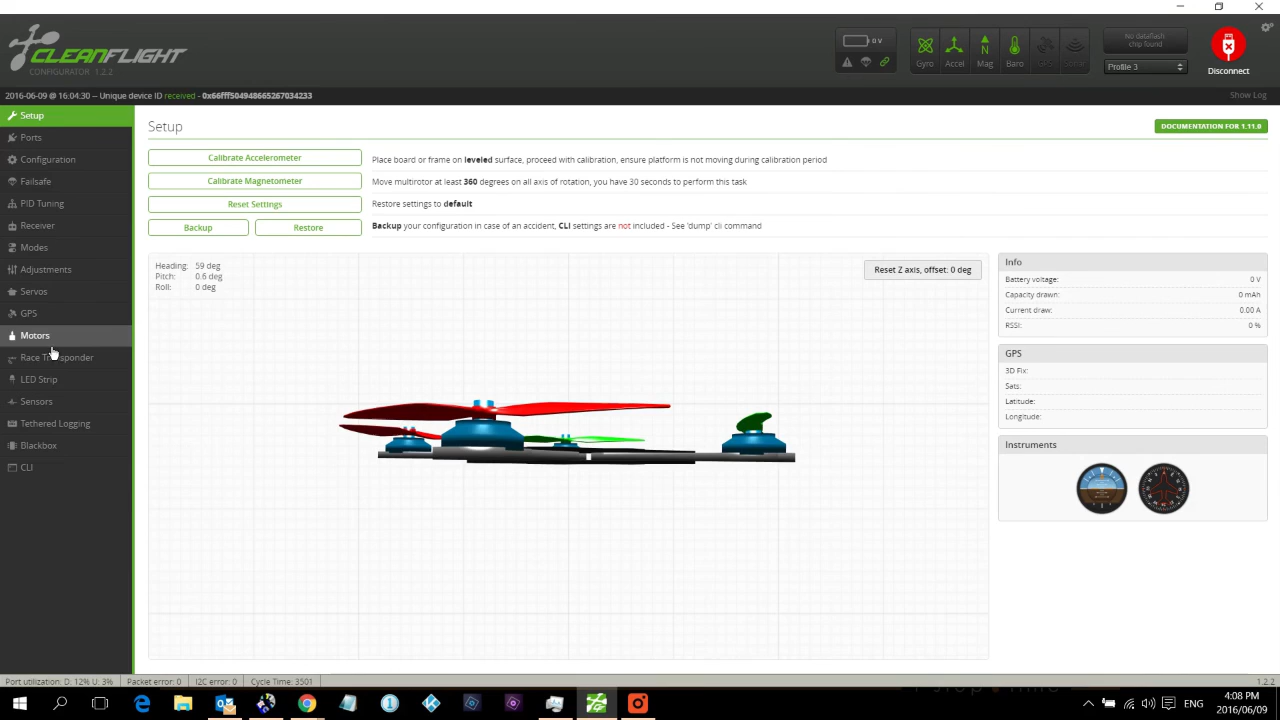 CLEANFLIGHT
CONFIGURATOR 1.2.2
0 V
Gyro
Accel
Mag
Baro
GPS
Sonar
No dataflash chip found
Profile 3
Disconnect
2016-06-09 @ 16:04:30 -- Unique device ID received - 0x66fff504948665267034233
Show Log
Setup
Ports
Configuration
Failsafe
PID Tuning
Receiver
Modes
Adjustments
Servos
GPS
Motors
LED Strip
Sensors
Tethered Logging
Blackbox
CLI
Setup
DOCUMENTATION FOR 1.11.0
Calibrate Accelerometer
Place board or frame on leveled surface, proceed with calibration, ensure platform is not moving during calibration period
Calibrate Magnetometer
Move multirotor at least 360 degrees on all axis of rotation, you have 30 seconds to perform this task
Reset Settings
Restore settings to default
Backup
Restore
Backup your configuration in case of an accident, CLI settings are not included - See 'dump' cli command
Heading: 59 deg
Pitch: 0.6 deg
Roll: 0 deg
Reset Z axis, offset: 0 deg
Info
Battery voltage: 0 V
Capacity drawn: 0 mAh
Current draw: 0.00 A
RSSI: 0 %
GPS
3D Fix:
Sats:
Latitude:
Longitude:
Instruments
Port utilization: D: 12% U: 3%
Packet error: 0
I2C error: 0
Cycle Time: 3501
1.2.2
ENG
4:08 PM
2016/06/09